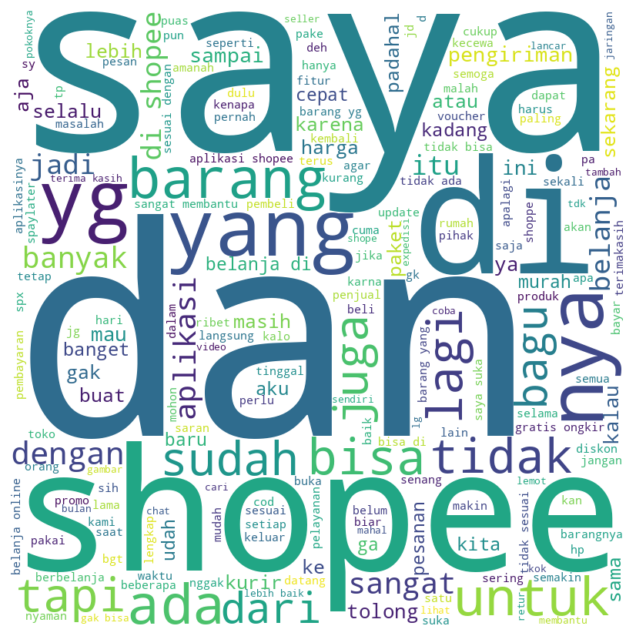 saya
dan
shopee
di
yg
yang
nya
barang
lagi
juga
bisa
tidak
sudah
untuk
tapi
ada
dari
sangat
dengan
aplikasi
bagu
banyak
jadi
itu
di shopee
sampai
lebih
selalu
aja
sy
masalah
tp
pokoknya
puas
pun
pesan
seperti
amanah
sesuai dengan
dulu
kenapa
pernah
seller
pake
deh
hanya
fitur
cepat
barang yg
kembali
karena
terus
harga
agar
kurang
padahal
jd
d
cukup
kecewa
pengiriman
semoga
malah
atau
kadang
voucher
tidak bisa
tidak ada
lancar
dapat
harus
paling
sekarang
jaringan
ini
pa
tambah
sekali
tdk
akan
belanja
terimakasih
apalagi
shoppe
saja
rumah
pihak
ya
murah
apa
produk
bayar
aplikasinya
spaylater
terima kasih
aplikasi shopee
sangat membantu
pembeli
cuma
shope
update
jika
paket
expedisi
gk
karna
penjual
beli
belanja di
tetap
spx
hari
jg
mau
banget
gak
buat
pembayaran
dalam
ribet
kalo
langsung
video
masih
tinggal
aku
perlu
mohon
saran
baru
sendiri
baik
coba
lg
barang yang
bisa di
lain
saya suka
selama
gratis ongkir
semua
kalau
diskon
jangan
toko
orang
gambar
belanja online
promo
bulan
sih
lama
kami
saat
pakai
bgt
berbelanja
nyaman
gak bisa
chat
lengkap
udah
waktu
beberapa
cari
mudah
nggak
kurir
cod
sesuai
setiap
keluar
lebih baik
buka
datang
pelayanan
ke
belum
biar
mahal
ga
tolong
senang
pesanan
kita
makin
sering
satu
lihat
suka
lemot
tidak sesuai
retur
kok
kan
barangnya
hp
semakin
membantu
sama